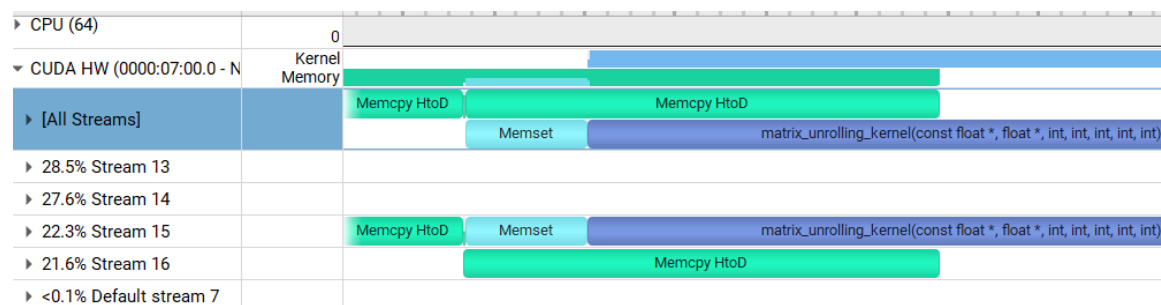 CPU (64)
0
CUDA HW (0000:07:00.0 - N
Kernel
Memory
[All Streams]
Memcpy HtoD
Memcpy HtoD
Memset
matrix_unrolling_kernel(const float *, float *, int, int, int, int, int)
28.5% Stream 13
27.6% Stream 14
22.3% Stream 15
Memcpy HtoD
Memset
matrix_unrolling_kernel(const float *, float *, int, int, int, int, int)
21.6% Stream 16
Memcpy HtoD
<0.1% Default stream 7